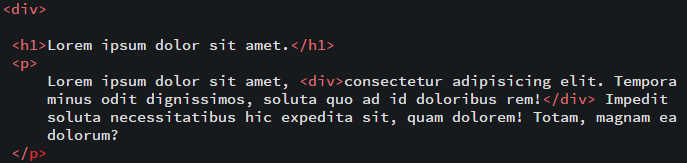 <div>
<h1>Lorem ipsum dolor sit amet.</h1>
<p>
Lorem ipsum dolor sit amet, <div>consectetur adipisicing elit. Tempora
minus odit dignissimos, soluta quo ad id doloribus rem!</div> Impedit
soluta necessitatibus hic expedita sit, quam dolorem! Totam, magnam ea
dolorum?
</p>